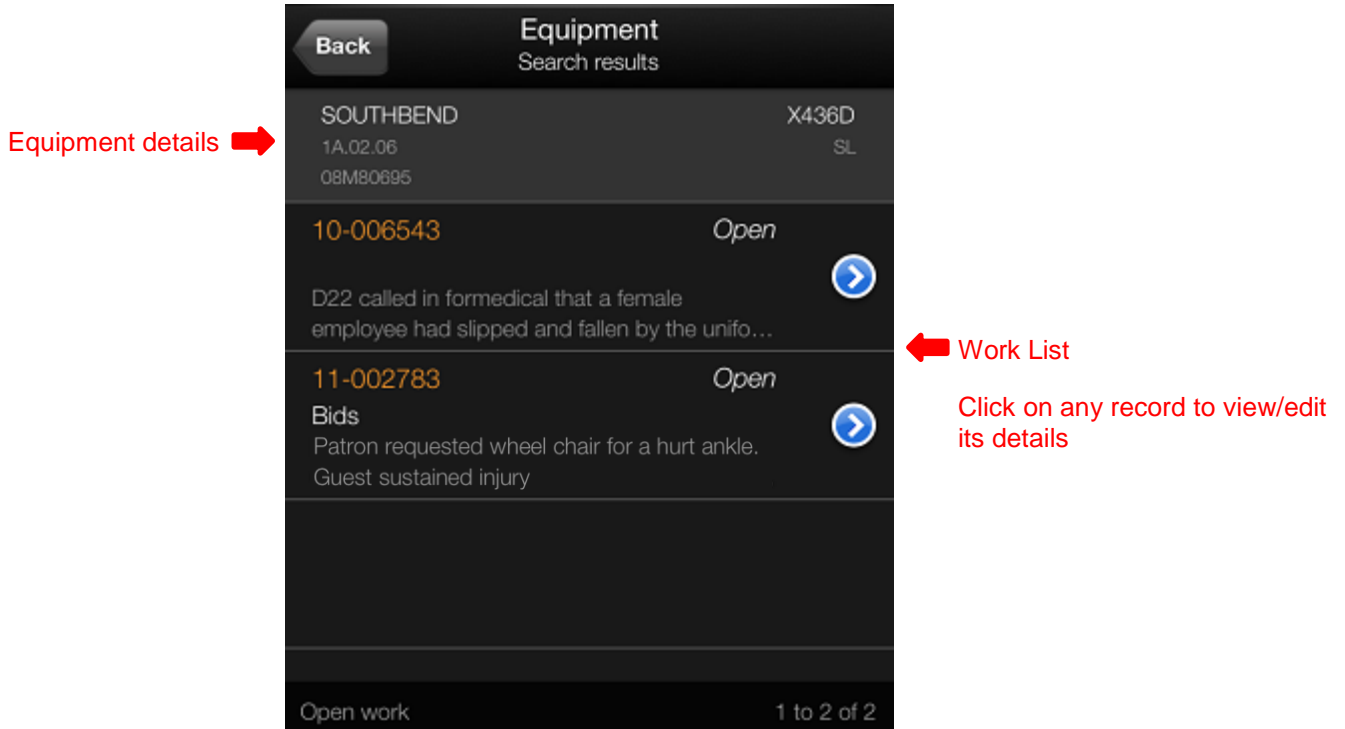 Back
Equipment
Search results
Equipment details
SOUTHBEND X436D
1A.02.06 SL
08M80695
10-006543 Open
D22 called in formedical that a female
employee had slipped and fallen by the unifo...
11-002783 Open
Bids
Patron requested wheel chair for a hurt ankle.
Guest sustained injury
Work List
Click on any record to view/edit
its details
Open work 1 to 2 of 2